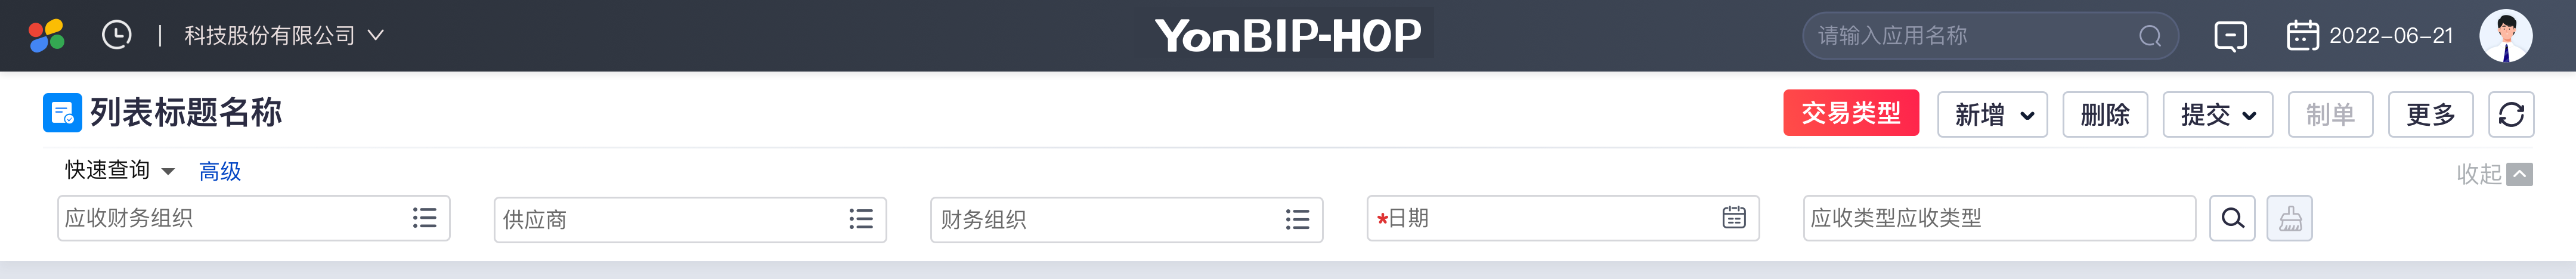 科技股份有限公司 YonBIP-HOP 请输入应用名称 2022-06-21
列表标题名称 交易类型 新增 删除 提交 制单 更多
快速查询 高级 收起
应收财务组织 供应商 财务组织 *日期 应收类型应收类型